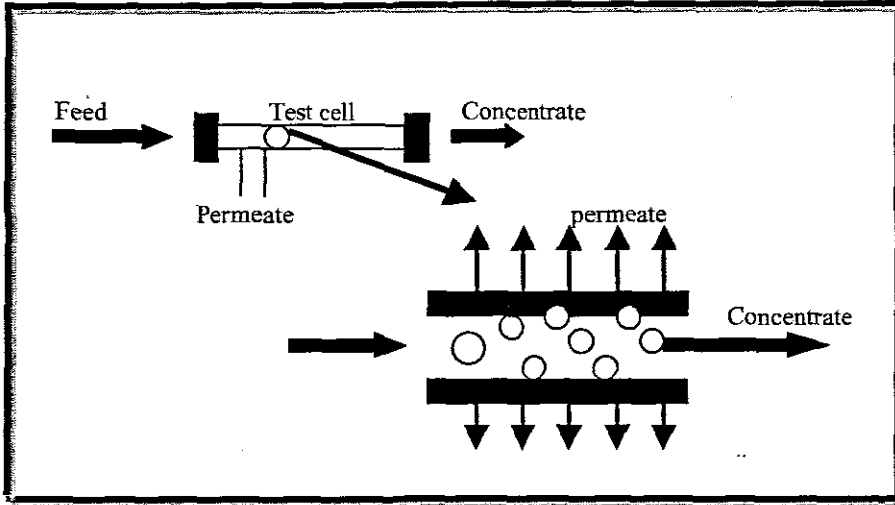 Feed
Test cell
Concentrate
Permeate
permeate
Concentrate